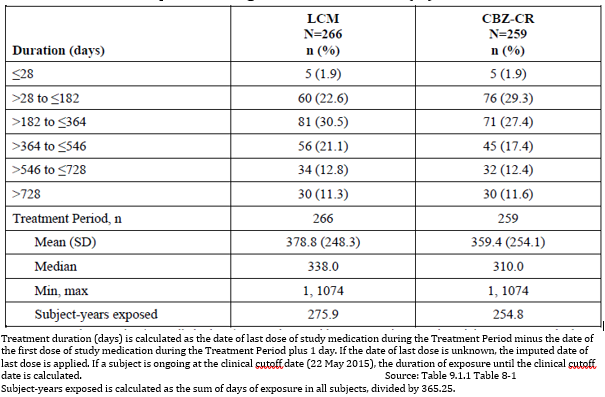 LCM CBZ-CR
N=266 N=259
Duration (days) n (%) n (%)
≤28 5 (1.9) 5 (1.9)
>28 to ≤182 60 (22.6) 76 (29.3)
>182 to ≤364 81 (30.5) 71 (27.4)
>364 to ≤546 56 (21.1) 45 (17.4)
>546 to ≤728 34 (12.8) 32 (12.4)
>728 30 (11.3) 30 (11.6)
Treatment Period, n 266 259
Mean (SD) 378.8 (248.3) 359.4 (254.1)
Median 338.0 310.0
Min, max 1, 1074 1, 1074
Subject-years exposed 275.9 254.8
Treatment duration (days) is calculated as the date of last dose of study medication during the Treatment Period minus the date of
the first dose of study medication during the Treatment Period plus 1 day. If the date of last dose is unknown, the imputed date of
last dose is applied. If a subject is ongoing at the clinical cutoff date (22 May 2015), the duration of exposure until the clinical cutoff
date is calculated. Source: Table 9.1.1 Table 8-1
Subject-years exposed is calculated as the sum of days of exposure in all subjects, divided by 365.25.